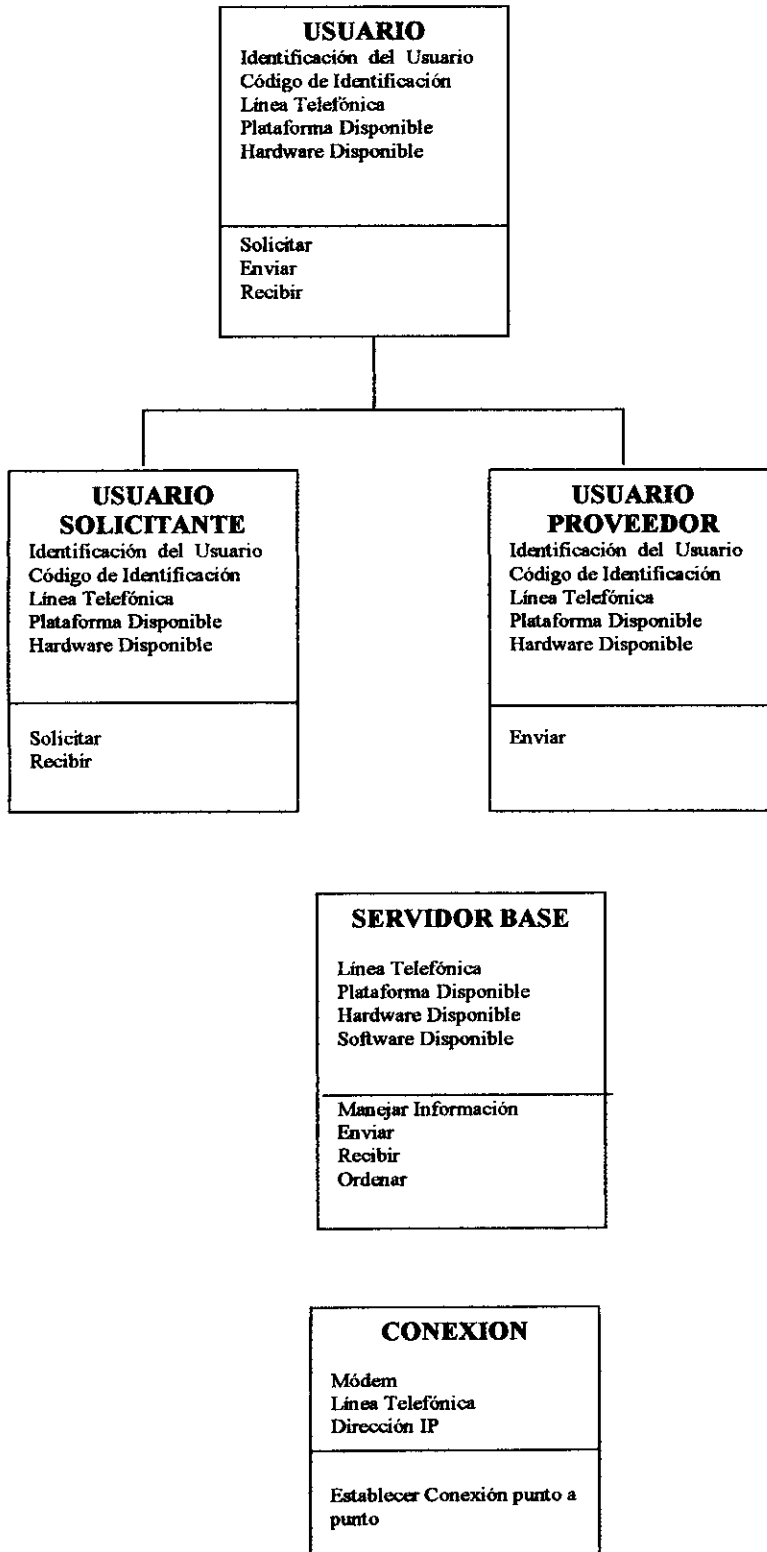 USUARIO
Identificación del Usuario
Código de Identificación
Línea Telefónica
Plataforma Disponible
Hardware Disponible
Solicitar
Enviar
Recibir
USUARIO
SOLICITANTE
Identificación del Usuario
Código de Identificación
Línea Telefónica
Plataforma Disponible
Hardware Disponible
Solicitar
Recibir
USUARIO
PROVEEDOR
Identificación del Usuario
Código de Identificación
Línea Telefónica
Plataforma Disponible
Hardware Disponible
Enviar
SERVIDOR BASE
Línea Telefónica
Plataforma Disponible
Hardware Disponible
Software Disponible
Manejar Información
Enviar
Recibir
Ordenar
CONEXION
Módem
Línea Telefónica
Dirección IP
Establecer Conexión punto a
punto